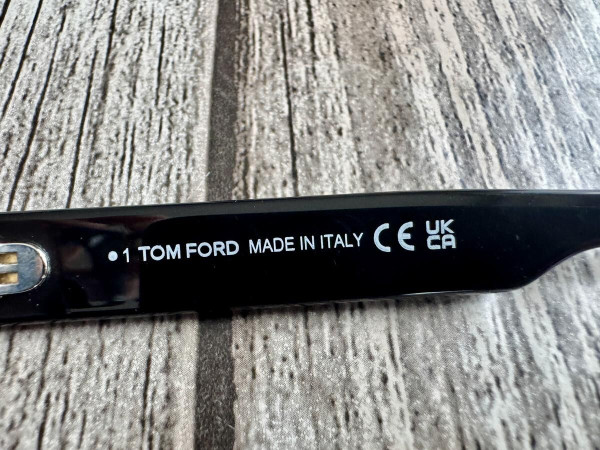 ● 1 TOM FORD MADE IN ITALY CE UK
CA